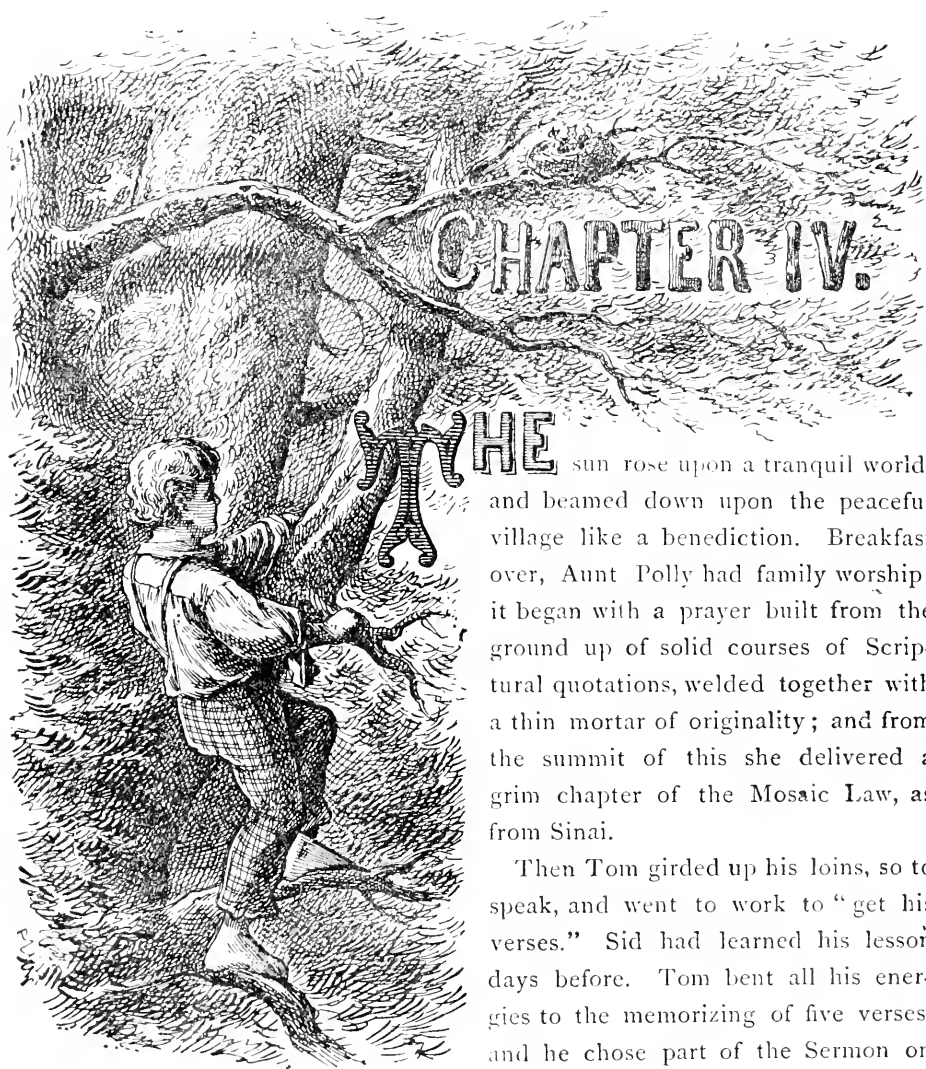 CHAPTER IV.
THE sun rose upon a tranquil world,
and beamed down upon the peaceful
village like a benediction. Breakfast
over, Aunt Polly had family worship;
it began with a prayer built from the
ground up of solid courses of Scrip-
tural quotations, welded together with
a thin mortar of originality; and from
the summit of this she delivered a
grim chapter of the Mosaic Law, as
from Sinai.
Then Tom girded up his loins, so to
speak, and went to work to "get his
verses." Sid had learned his lesson
days before. Tom bent all his ener-
gies to the memorizing of five verses,
and he chose part of the Sermon on